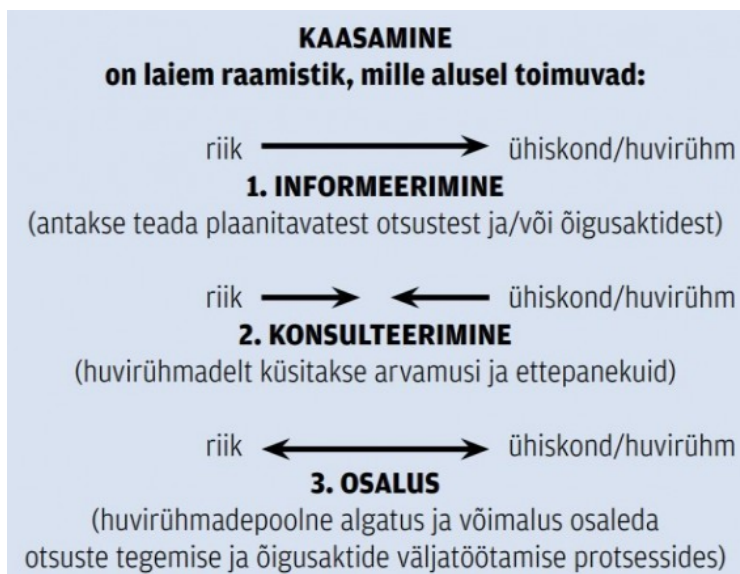 KAASAMINE
on laiem raamistik, mille alusel toimuvad:
riik ühiskond/huvirühm
1. INFORMEERIMINE
(antakse teada plaanitavatest otsustest ja/või õigusaktidest)
riik ühiskond/huvirühm
2. KONSULTEERIMINE
(huvirühmadelt küsitakse arvamusi ja ettepanekuid)
riik ühiskond/huvirühm
3. OSALUS
(huvirühmadepoolne algatus ja võimalus osaleda
otsuste tegemise ja õigusaktide väljatöötamise protsessides)